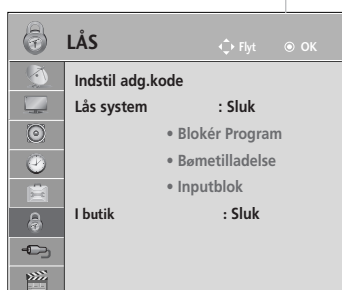 LÅS
Flyt
OK
Indstil adg.kode
Lås system : Sluk
• Blokér Program
• Bømetilladelse
• Inputblok
I butik : Sluk